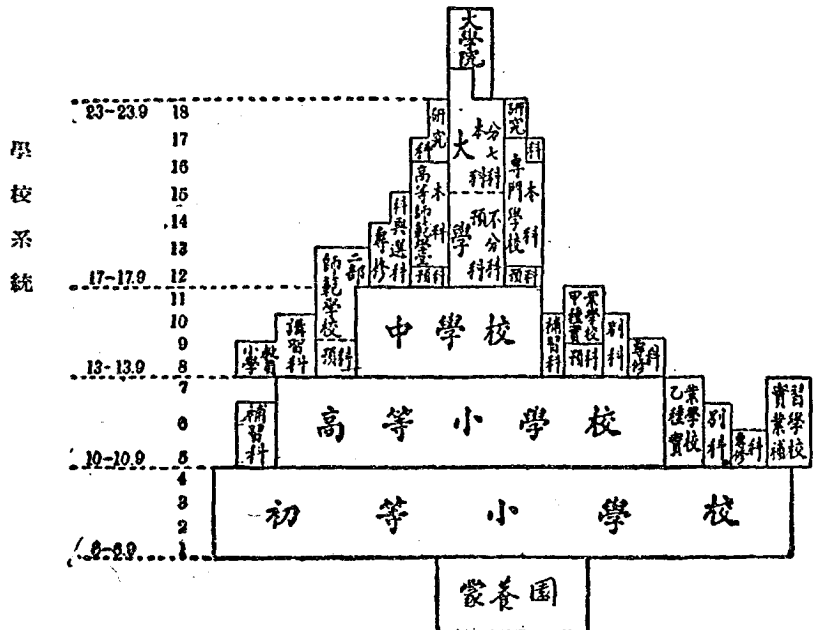 學校系統
大學院
23–23.9 18
17
16
15
14
13
17–17.9 12
11
10
9
13–13.9 8
7
6
10–10.9 5
4
3
2
6–6.9 1
研究科
大學
本科
分七科
預科
不分科
研究科
高等師範學堂
本科
預科
專門學校
本科
預科
專修科與選科
師範學校
二部
預科
講習科
小學教員
中學校
補習科
甲種實業學校
預科
別科
專修科
補習科
高等小學校
乙種實業學校
別科
專修科
實業補習學校
初等小學校
蒙養園